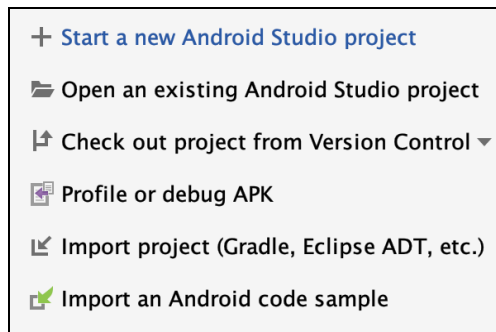 Start a new Android Studio project
Open an existing Android Studio project
Check out project from Version Control
Profile or debug APK
Import project (Gradle, Eclipse ADT, etc.)
Import an Android code sample